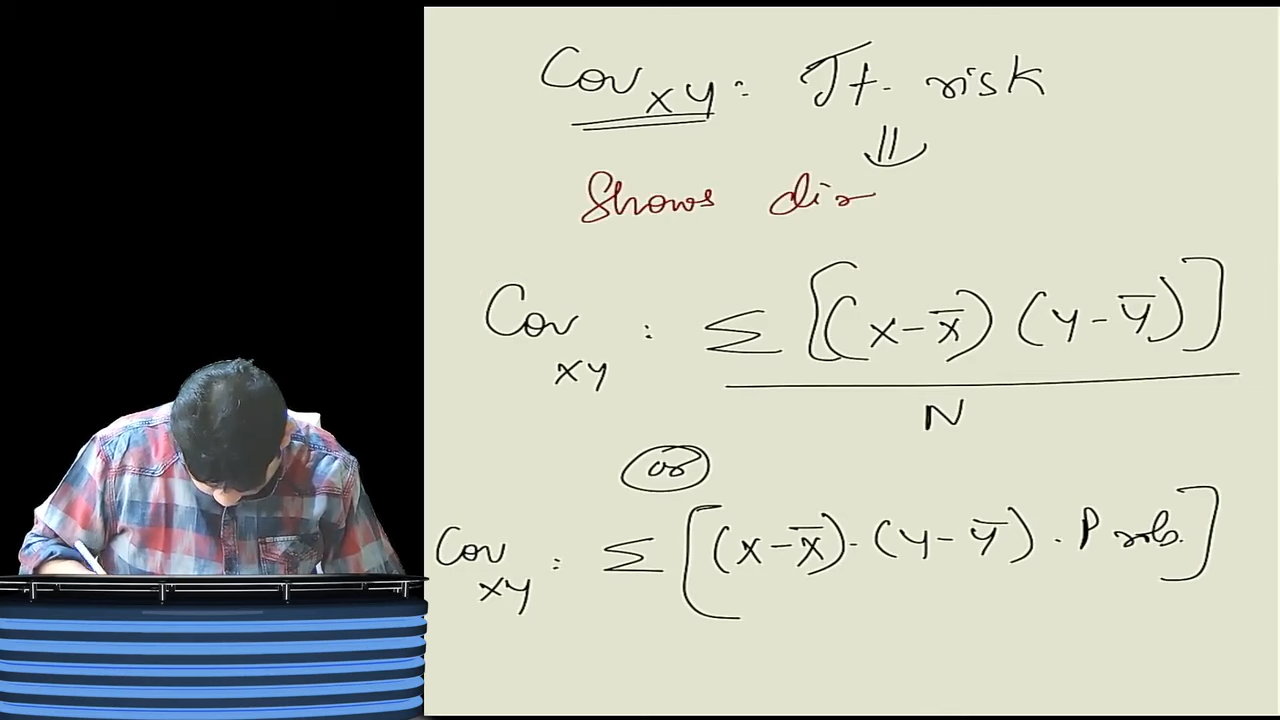 Cov XY : Jt. risk
⇓
Shows dir
Cov XY : Σ [(x-x̄) (y-ȳ)]
N
or
Cov XY : Σ [(x-x̄) · (y-ȳ) · Prob.]